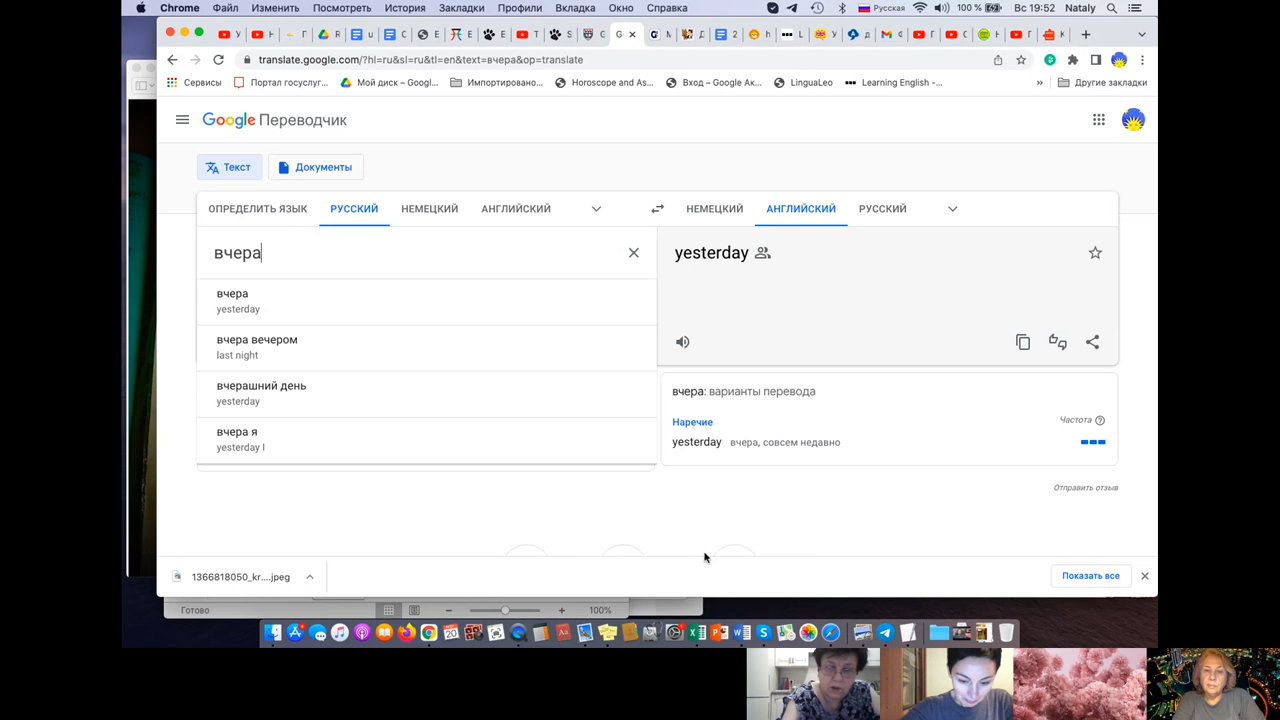 Chrome Файл Изменить Посмотреть История Закладки Профили Вкладка Окно Справка Русская 100 % Вс 19:52 Nataly
translate.google.com/?hl=ru&sl=ru&tl=en&text=вчера&op=translate
Сервисы Портал госуслуг... Мой диск – Googl... Импортировано... Horoscope and As... Вход – Google Ак... LinguaLeo Learning English -... » Другие закладки
Google Переводчик
Текст Документы
ОПРЕДЕЛИТЬ ЯЗЫК РУССКИЙ НЕМЕЦКИЙ АНГЛИЙСКИЙ НЕМЕЦКИЙ АНГЛИЙСКИЙ РУССКИЙ
вчера
yesterday
вчера
yesterday
вчера вечером
last night
вчерашний день
yesterday
вчера я
yesterday I
вчера: варианты перевода
Наречие Частота
yesterday вчера, совсем недавно
Отправить отзыв
1366818050_kr....jpeg
Показать все
Готово 100%